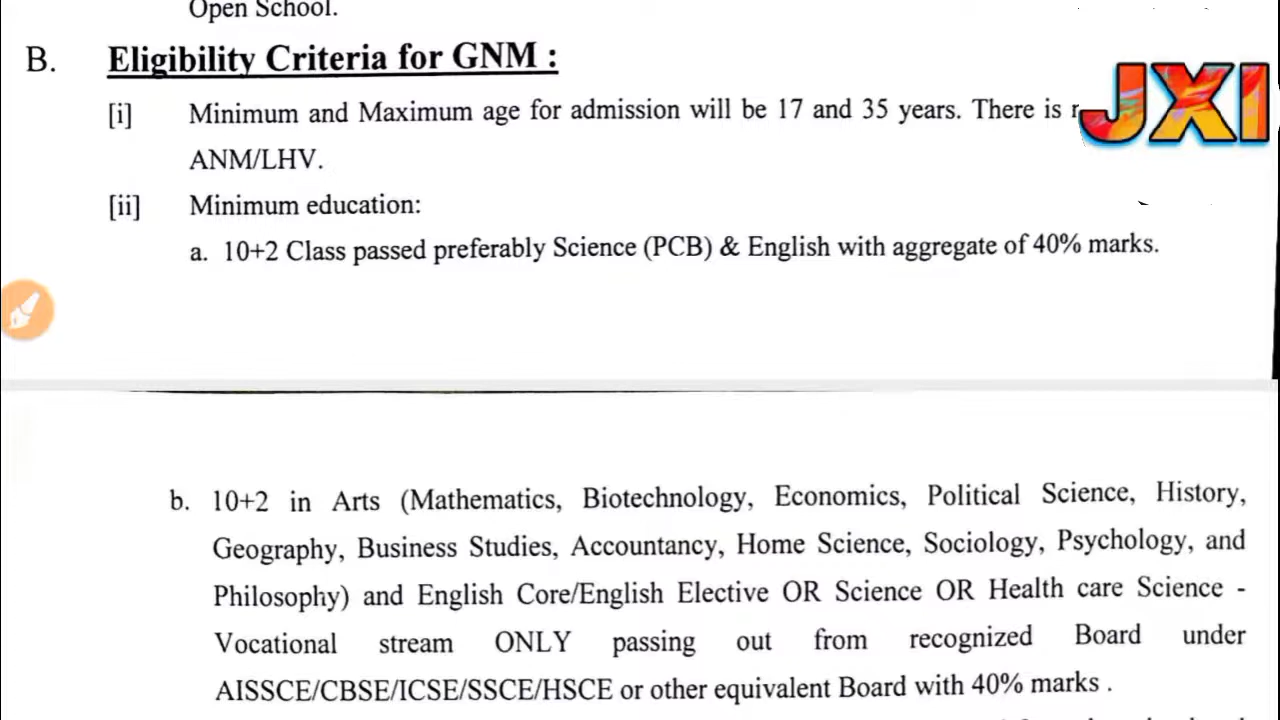 Open School.
B. Eligibility Criteria for GNM :
[i] Minimum and Maximum age for admission will be 17 and 35 years. There is
JXI
ANM/LHV.
[ii] Minimum education:
a. 10+2 Class passed preferably Science (PCB) & English with aggregate of 40% marks.
b. 10+2 in Arts (Mathematics, Biotechnology, Economics, Political Science, History,
Geography, Business Studies, Accountancy, Home Science, Sociology, Psychology, and
Philosophy) and English Core/English Elective OR Science OR Health care Science -
Vocational stream ONLY passing out from recognized Board under
AISSCE/CBSE/ICSE/SSCE/HSCE or other equivalent Board with 40% marks .